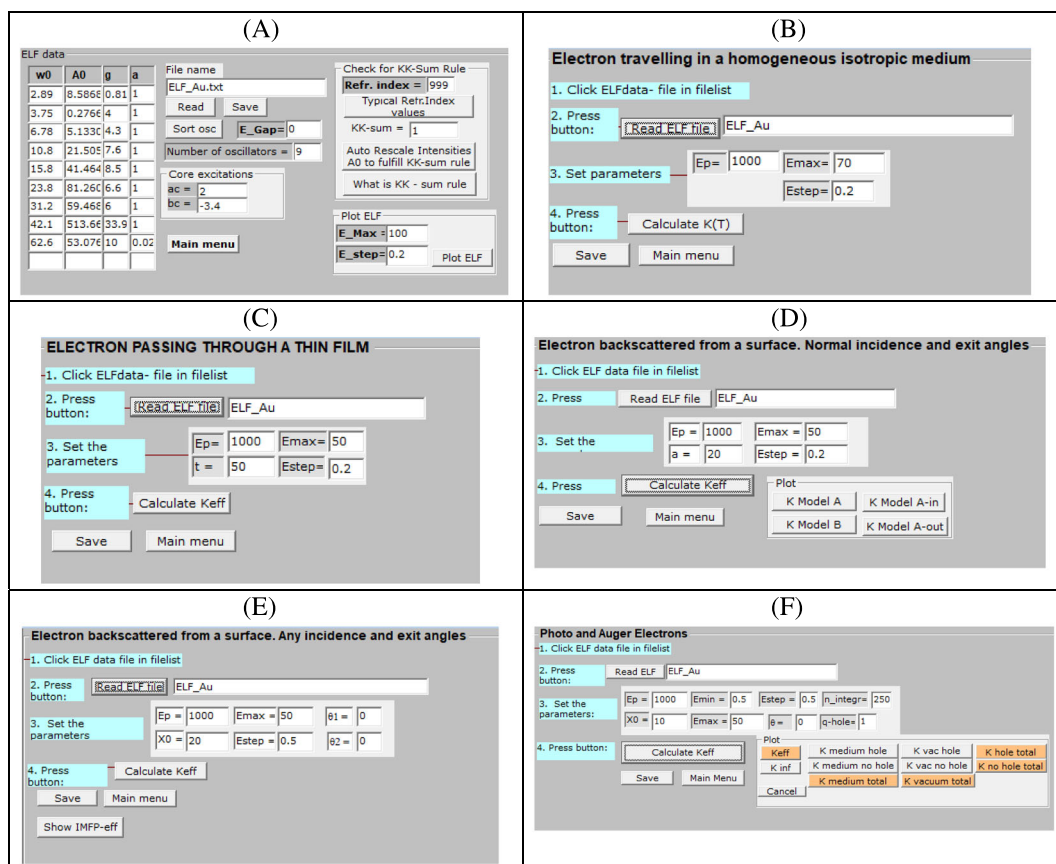 (A)
ELF data
w0 A0 g a
2.89 8.5868 0.81 1
3.75 0.2766 4 1
6.78 5.1330 4.3 1
10.8 21.505 7.6 1
15.8 41.464 8.5 1
23.8 81.260 6.6 1
31.2 59.468 6 1
42.1 513.66 33.9 1
62.6 53.076 10 0.02
File name
ELF_Au.txt
Read Save
Sort osc E_Gap= 0
Number of oscillators = 9
Core excitations
ac = 2
bc = -3.4
Main menu
Check for KK-Sum Rule
Refr. index = 999
Typical Refr.Index
values
KK-sum = 1
Auto Rescale Intensities
A0 to fulfill KK-sum rule
What is KK - sum rule
Plot ELF
E_Max = 100
E_step= 0.2 Plot ELF
(B)
Electron travelling in a homogeneous isotropic medium
1. Click ELFdata- file in filelist
2. Press
button: Read ELF file ELF_Au
3. Set parameters
Ep= 1000 Emax= 70
Estep= 0.2
4. Press
button: Calculate K(T)
Save Main menu
(C)
ELECTRON PASSING THROUGH A THIN FILM
1. Click ELFdata- file in filelist
2. Press
button: Read ELF file ELF_Au
3. Set the
parameters
Ep= 1000 Emax= 50
t = 50 Estep= 0.2
4. Press
button: Calculate Keff
Save Main menu
(D)
Electron backscattered from a surface. Normal incidence and exit angles
1. Click ELF data file in filelist
2. Press Read ELF file ELF_Au
3. Set the
Ep = 1000 Emax = 50
a = 20 Estep = 0.2
4. Press Calculate Keff
Save Main menu
Plot
K Model A K Model A-in
K Model B K Model A-out
(E)
Electron backscattered from a surface. Any incidence and exit angles
1. Click ELF data file in filelist
2. Press
button: Read ELF file ELF_Au
3. Set the
parameters
Ep = 1000 Emax = 50 θ1 = 0
X0 = 20 Estep = 0.5 θ2 = 0
4. Press
button: Calculate Keff
Save Main menu
Show IMFP-eff
(F)
Photo and Auger Electrons
1. Click ELF data file in filelist
2. Press
button: Read ELF ELF_Au
3. Set the
parameters:
Ep = 1000 Emin = 0.5 Estep = 0.5 n_integr= 250
X0 = 10 Emax = 50 θ = 0 q-hole= 1
4. Press button: Calculate Keff
Save Main Menu
Plot
Keff K medium hole K vac hole K hole total
K inf K medium no hole K vac no hole K no hole total
K medium total K vacuum total
Cancel